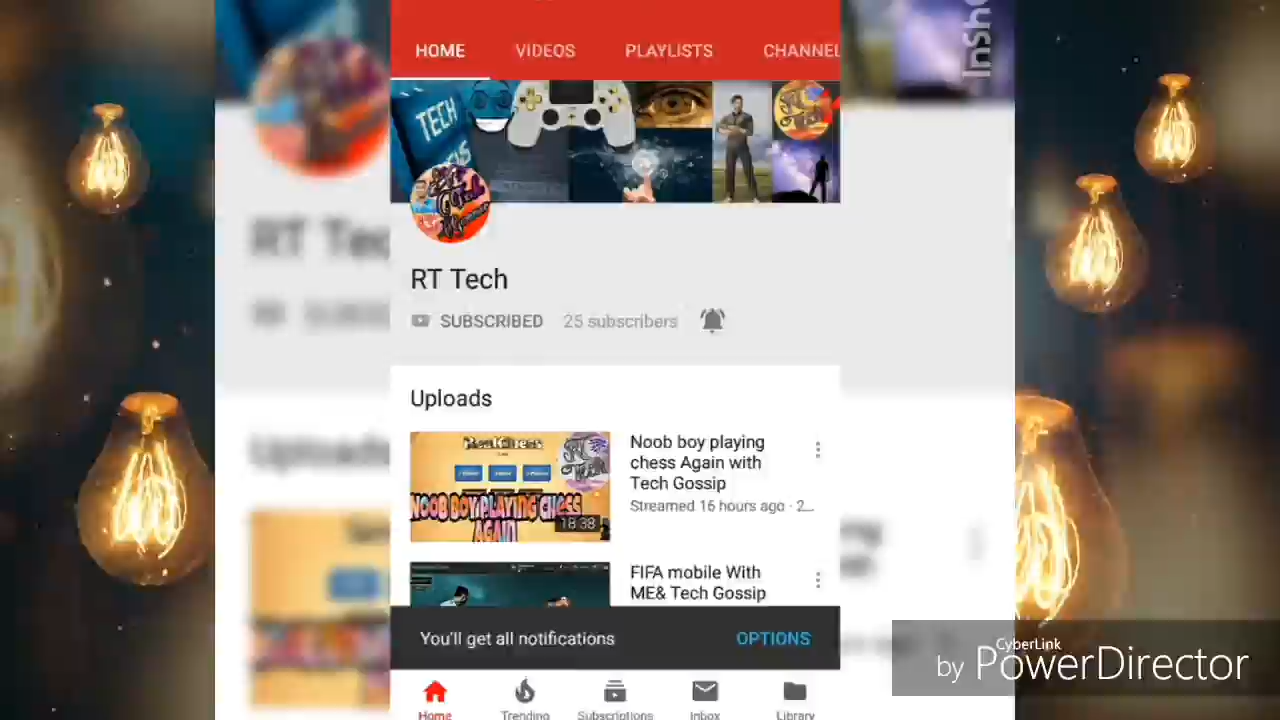 InSh
HOME VIDEOS PLAYLISTS CHANNEL
TECH
RT Tech
SUBSCRIBED 25 subscribers
Uploads
Noob boy playing
chess Again with
Tech Gossip
Streamed 16 hours ago · 2...
NOOB BOY PLAYING CHESS
AGAIN
18:38
FIFA mobile With
ME& Tech Gossip
You'll get all notifications OPTIONS
CyberLink
by PowerDirector
Home Trending Subscriptions Inbox Library